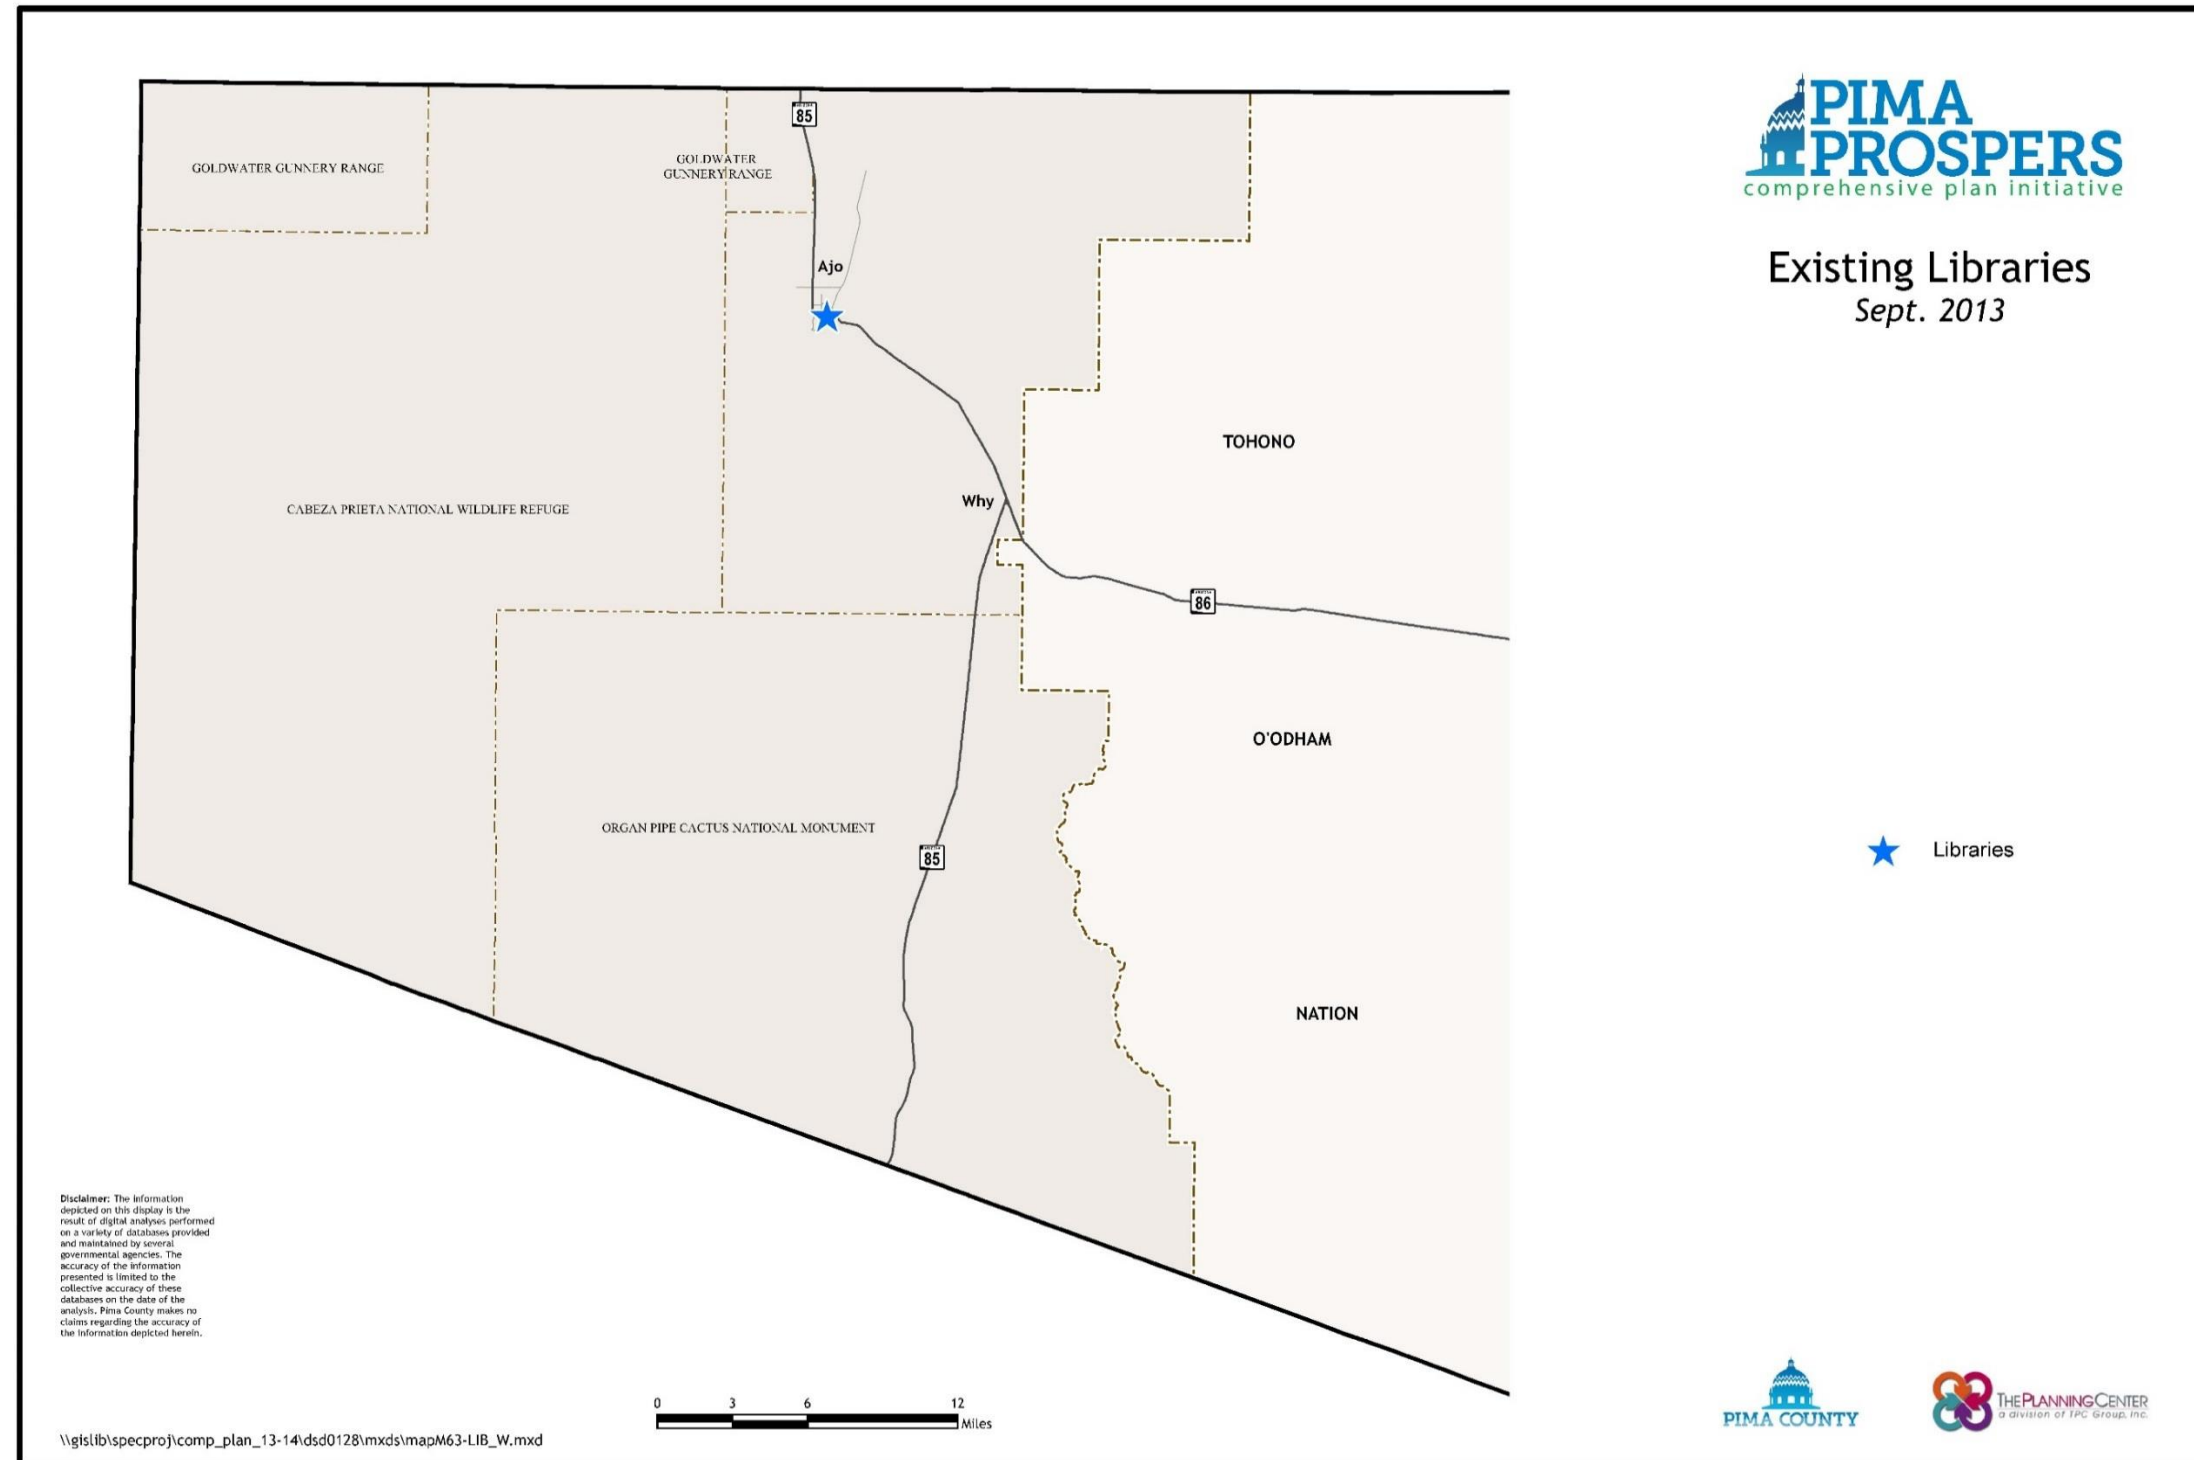 PIMA
PROSPERS
comprehensive plan initiative
Existing Libraries
Sept. 2013
85
GOLDWATER GUNNERY RANGE
GOLDWATER
GUNNERY RANGE
Ajo
TOHONO
Why
CABEZA PRIETA NATIONAL WILDLIFE REFUGE
86
O'ODHAM
ORGAN PIPE CACTUS NATIONAL MONUMENT
85
Libraries
NATION
Disclaimer: The information
depicted on this display is the
result of digital analyses performed
on a variety of databases provided
and maintained by several
governmental agencies. The
accuracy of the information
presented is limited to the
collective accuracy of these
databases on the date of the
analysis. Pima County makes no
claims regarding the accuracy of
the information depicted herein.
0 3 6 12
Miles
\\gislib\specproj\comp_plan_13-14\dsd0128\mxds\mapM63-LIB_W.mxd
PIMA COUNTY
THE PLANNING CENTER
a division of TPC Group, Inc.